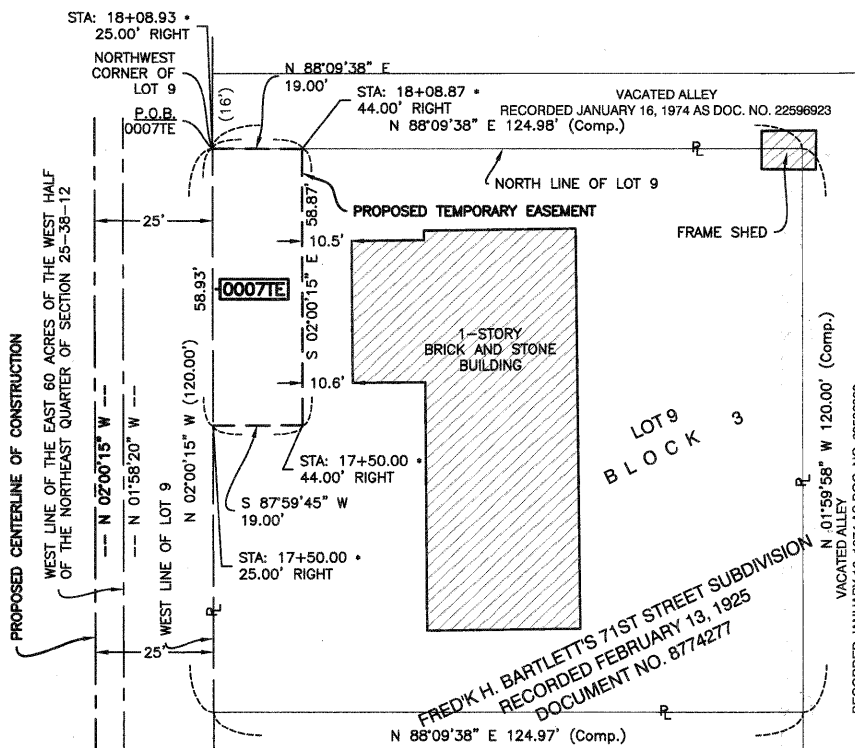 STA: 18+08.93 *
25.00' RIGHT
NORTHWEST
CORNER OF
LOT 9
P.O.B.
0007TE
(16')
N 88°09'38" E
19.00'
STA: 18+08.87 *
44.00' RIGHT
VACATED ALLEY
RECORDED JANUARY 16, 1974 AS DOC. NO. 22596923
N 88°09'38" E 124.98' (Comp.)
PL
NORTH LINE OF LOT 9
FRAME SHED
PROPOSED TEMPORARY EASEMENT
25'
58.87'
10.5'
S 02°00'15" E
58.93'
0007TE
10.6'
1-STORY
BRICK AND STONE
BUILDING
LOT 9
BLOCK 3
PROPOSED CENTERLINE OF CONSTRUCTION
WEST LINE OF THE EAST 60 ACRES OF THE WEST HALF
OF THE NORTHEAST QUARTER OF SECTION 25-38-12
--- N 02°00'15" W ---
--- N 01°58'20" W ---
WEST LINE OF LOT 9
N 02°00'15" W (120.00')
STA: 17+50.00 *
44.00' RIGHT
S 87°59'45" W
19.00'
STA: 17+50.00 *
25.00' RIGHT
PL
25'
PL
N 01°59'58" W 120.00' (Comp.)
VACATED ALLEY
FRED'K H. BARTLETT'S 71ST STREET SUBDIVISION
RECORDED FEBRUARY 13, 1925
DOCUMENT NO. 8774277
PL
N 88°09'38" E 124.97' (Comp.)